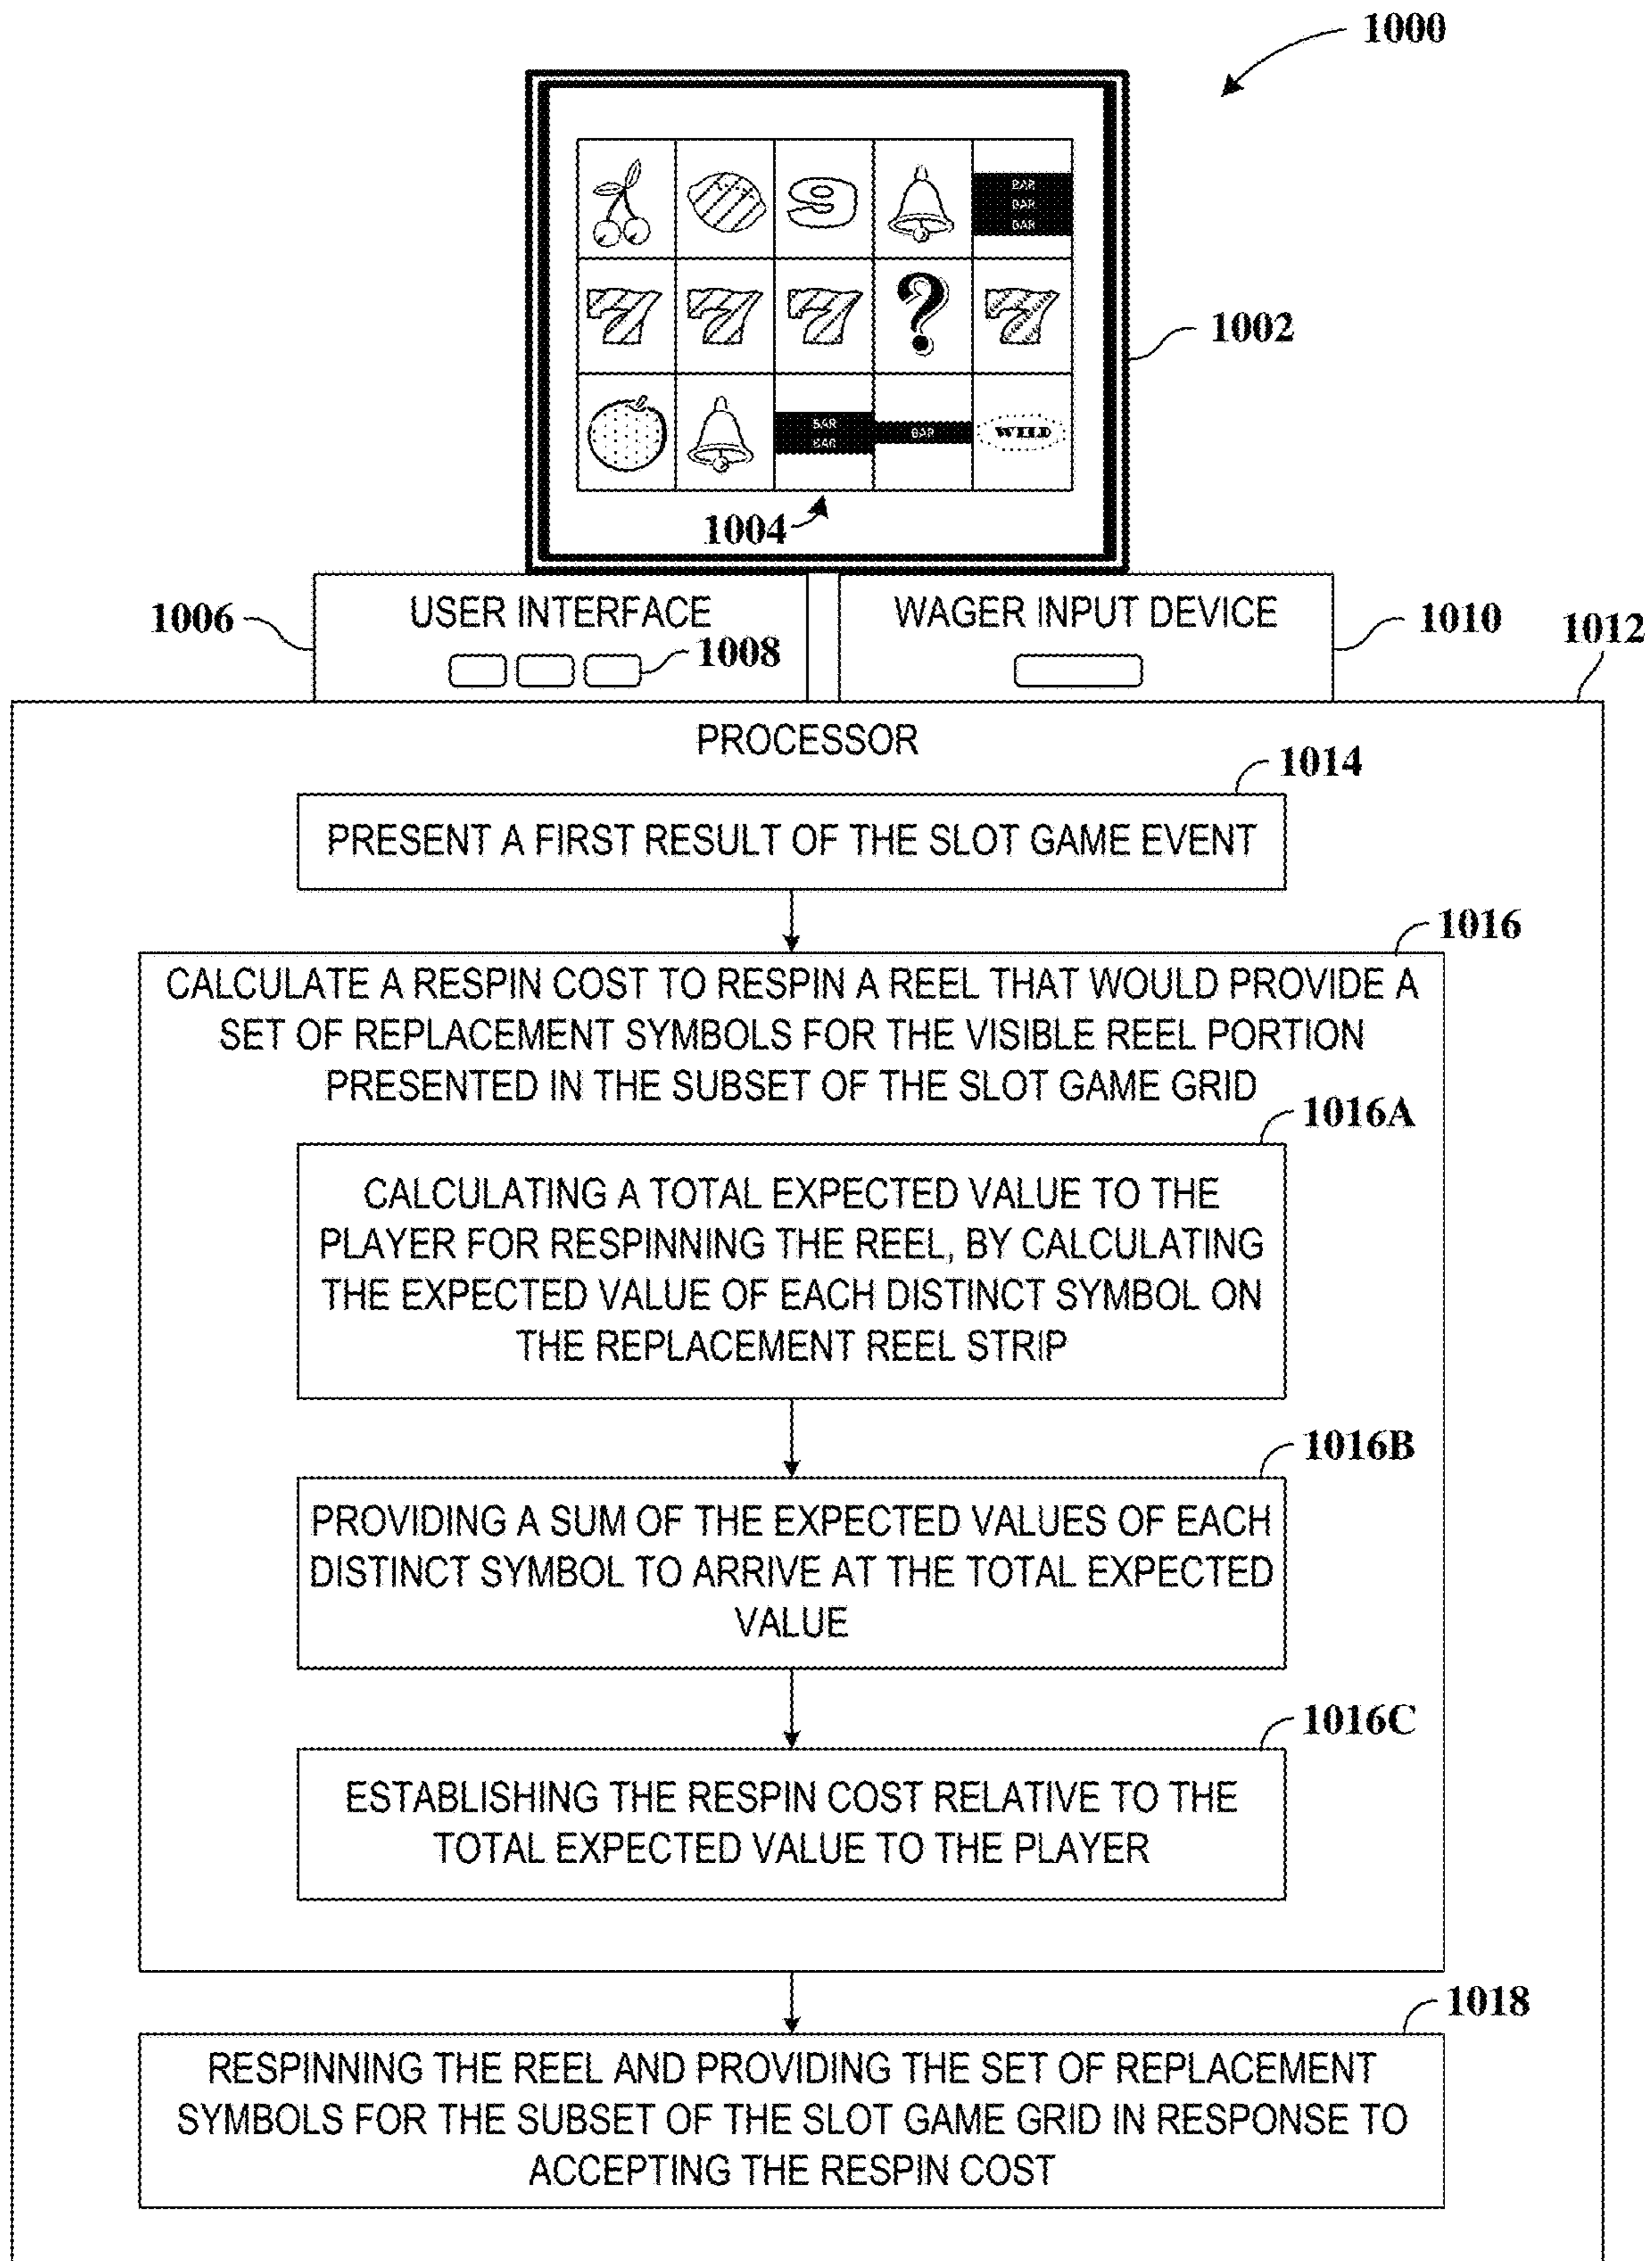 1000
BAR
BAR
BAR
9
7 7 7 ? 7
1002
BAR
BAR
BAR
WILD
1004
USER INTERFACE
WAGER INPUT DEVICE
1006
1008
1010
1012
PROCESSOR
1014
PRESENT A FIRST RESULT OF THE SLOT GAME EVENT
1016
CALCULATE A RESPIN COST TO RESPIN A REEL THAT WOULD PROVIDE A
SET OF REPLACEMENT SYMBOLS FOR THE VISIBLE REEL PORTION
PRESENTED IN THE SUBSET OF THE SLOT GAME GRID
1016A
CALCULATING A TOTAL EXPECTED VALUE TO THE
PLAYER FOR RESPINNING THE REEL, BY CALCULATING
THE EXPECTED VALUE OF EACH DISTINCT SYMBOL ON
THE REPLACEMENT REEL STRIP
1016B
PROVIDING A SUM OF THE EXPECTED VALUES OF EACH
DISTINCT SYMBOL TO ARRIVE AT THE TOTAL EXPECTED
VALUE
1016C
ESTABLISHING THE RESPIN COST RELATIVE TO THE
TOTAL EXPECTED VALUE TO THE PLAYER
1018
RESPINNING THE REEL AND PROVIDING THE SET OF REPLACEMENT
SYMBOLS FOR THE SUBSET OF THE SLOT GAME GRID IN RESPONSE TO
ACCEPTING THE RESPIN COST